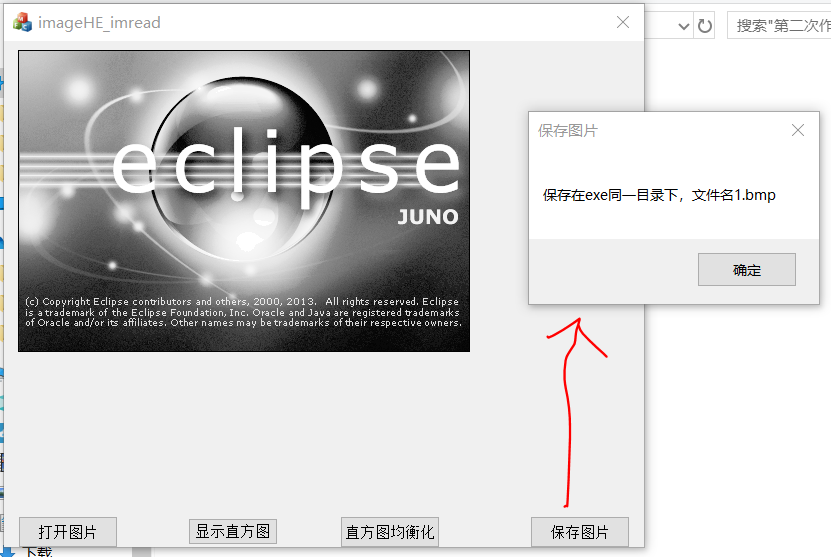 imageHE_imread
搜索"第二次作
eclipse
JUNO
(c) Copyright Eclipse contributors and others, 2000, 2013.   All rights reserved. Eclipse
is a trademark of the Eclipse Foundation, Inc. Oracle and Java are registered trademarks
of Oracle and/or its affiliates. Other names may be trademarks of their respective owners.
保存图片
保存在exe同一目录下，文件名1.bmp
确定
打开图片
显示直方图
直方图均衡化
保存图片
下载